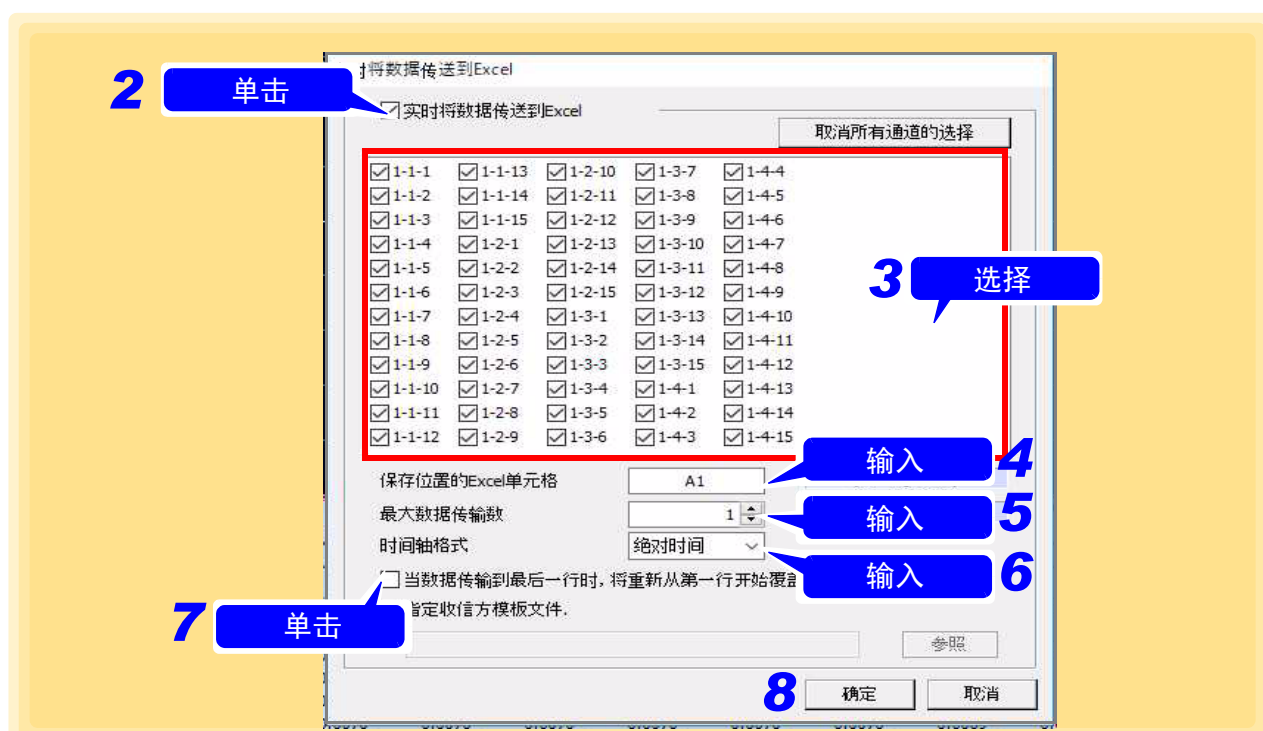 时将数据传送到Excel
2 单击
实时将数据传送到Excel
取消所有通道的选择
1-1-1 1-1-13 1-2-10 1-3-7 1-4-4
1-1-2 1-1-14 1-2-11 1-3-8 1-4-5
1-1-3 1-1-15 1-2-12 1-3-9 1-4-6
1-1-4 1-2-1 1-2-13 1-3-10 1-4-7
1-1-5 1-2-2 1-2-14 1-3-11 1-4-8
3 选择
1-1-6 1-2-3 1-2-15 1-3-12 1-4-9
1-1-7 1-2-4 1-3-1 1-3-13 1-4-10
1-1-8 1-2-5 1-3-2 1-3-14 1-4-11
1-1-9 1-2-6 1-3-3 1-3-15 1-4-12
1-1-10 1-2-7 1-3-4 1-4-1 1-4-13
1-1-11 1-2-8 1-3-5 1-4-2 1-4-14
1-1-12 1-2-9 1-3-6 1-4-3 1-4-15
保存位置的Excel单元格 A1 输入 4
最大数据传输数 1 输入 5
时间轴格式 绝对时间 输入 6
当数据传输到最后一行时,将重新从第一行开始覆盖
7 单击
指定收信方模板文件.
参照
8 确定 取消